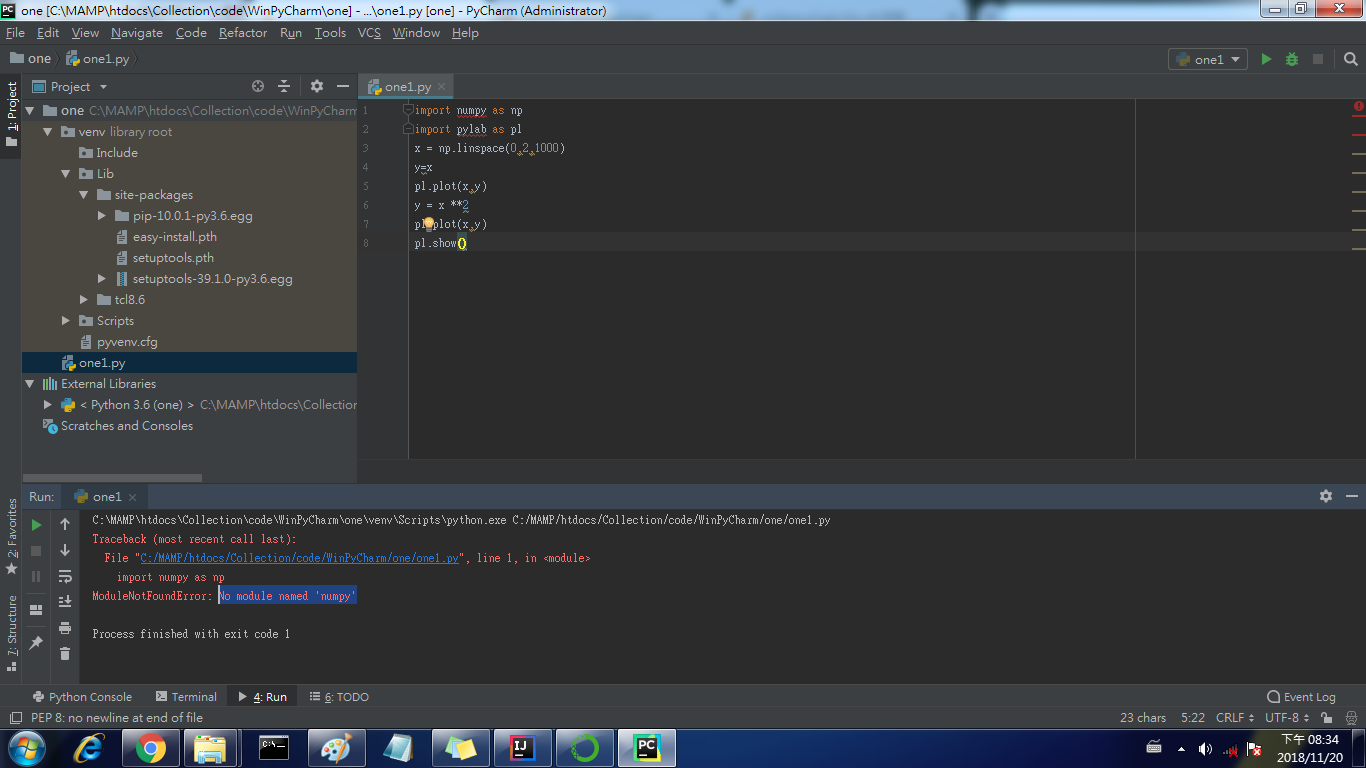 one [C:\MAMP\htdocs\Collection\code\WinPyCharm\one] - ...\one1.py [one] - PyCharm (Administrator)
File Edit View Navigate Code Refactor Run Tools VCS Window Help
one one1.py one1
1: Project
Project
one C:\MAMP\htdocs\Collection\code\WinPyCharm
venv library root
Include
Lib
site-packages
pip-10.0.1-py3.6.egg
easy-install.pth
setuptools.pth
setuptools-39.1.0-py3.6.egg
tcl8.6
Scripts
pyvenv.cfg
one1.py
External Libraries
< Python 3.6 (one) > C:\MAMP\htdocs\Collection
Scratches and Consoles
one1.py
1 import numpy as np
2 import pylab as pl
3 x = np.linspace(0,2,1000)
4 y=x
5 pl.plot(x,y)
6 y = x **2
7 pl.plot(x,y)
8 pl.show()
Run: one1
2: Favorites
7: Structure
C:\MAMP\htdocs\Collection\code\WinPyCharm\one\venv\Scripts\python.exe C:/MAMP/htdocs/Collection/code/WinPyCharm/one/one1.py
Traceback (most recent call last):
File "C:/MAMP/htdocs/Collection/code/WinPyCharm/one/one1.py", line 1, in <module>
import numpy as np
ModuleNotFoundError: No module named 'numpy'
Process finished with exit code 1
Python Console Terminal 4: Run 6: TODO Event Log
PEP 8: no newline at end of file 23 chars 5:22 CRLF UTF-8
下午 08:34
2018/11/20